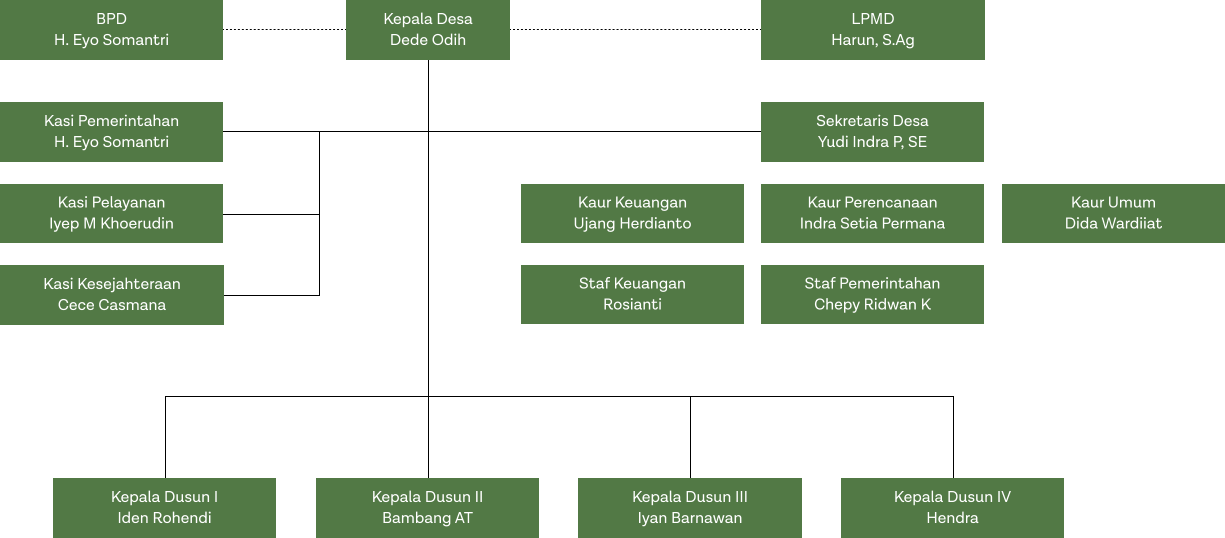 BPD
H. Eyo Somantri
Kepala Desa
Dede Odih
LPMD
Harun, S.Ag
Kasi Pemerintahan
H. Eyo Somantri
Sekretaris Desa
Yudi Indra P, SE
Kasi Pelayanan
Iyep M Khoerudin
Kaur Keuangan
Ujang Herdianto
Kaur Perencanaan
Indra Setia Permana
Kaur Umum
Dida Wardiiat
Kasi Kesejahteraan
Cece Casmana
Staf Keuangan
Rosianti
Staf Pemerintahan
Chepy Ridwan K
Kepala Dusun I
Iden Rohendi
Kepala Dusun II
Bambang AT
Kepala Dusun III
Iyan Barnawan
Kepala Dusun IV
Hendra